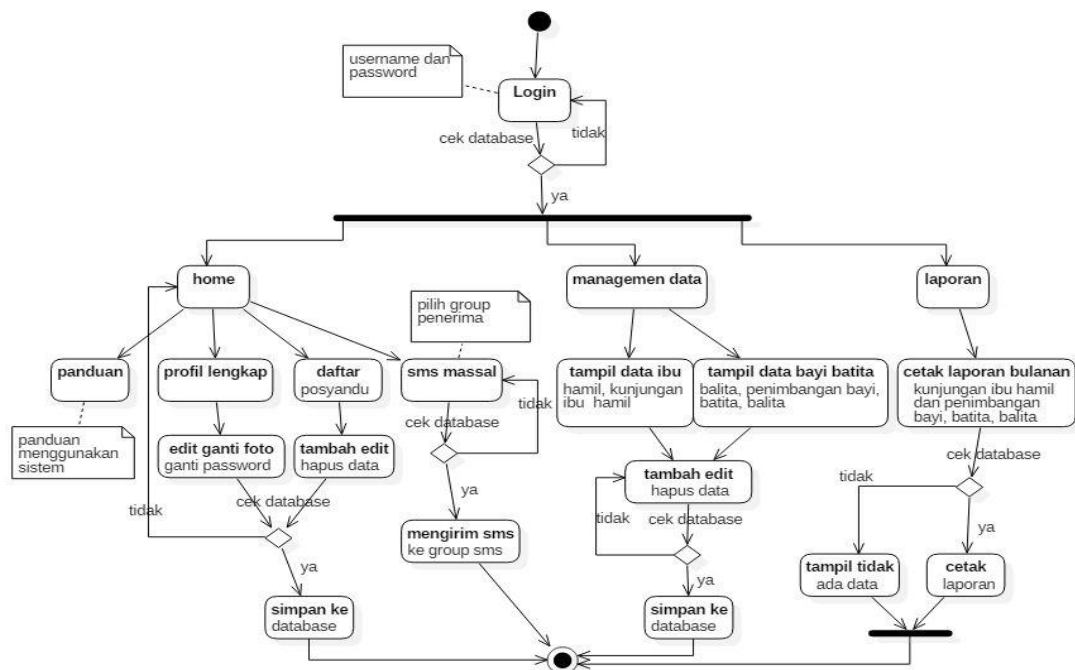 username dan
password
Login
cek database
tidak
ya
home
managemen data
laporan
pilih group
penerima
panduan
profil lengkap
daftar
posyandu
sms massal
tampil data ibu
hamil, kunjungan
ibu hamil
tampil data bayi batita
balita, penimbangan bayi,
batita, balita
cetak laporan bulanan
kunjungan ibu hamil
dan penimbangan
bayi, batita, balita
tidak
cek database
panduan
menggunakan
sistem
edit ganti foto
ganti password
tambah edit
hapus data
cek database
tidak
ya
simpan ke
database
ya
mengirim sms
ke group sms
tambah edit
hapus data
tidak
cek database
ya
simpan ke
database
cek database
tidak
ya
tampil tidak
ada data
cetak
laporan